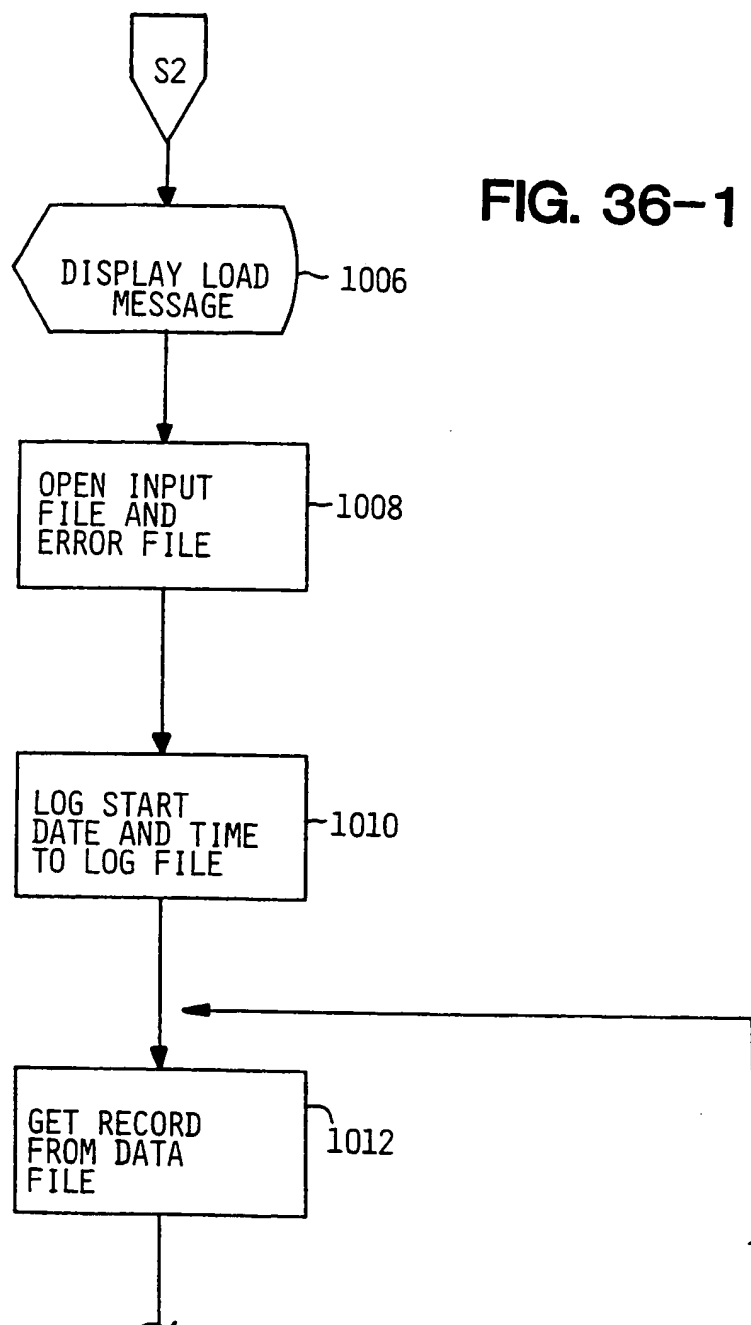 S2
FIG. 36-1
DISPLAY LOAD
MESSAGE
1006
OPEN INPUT
FILE AND
ERROR FILE
1008
LOG START
DATE AND TIME
TO LOG FILE
1010
GET RECORD
FROM DATA
FILE
1012